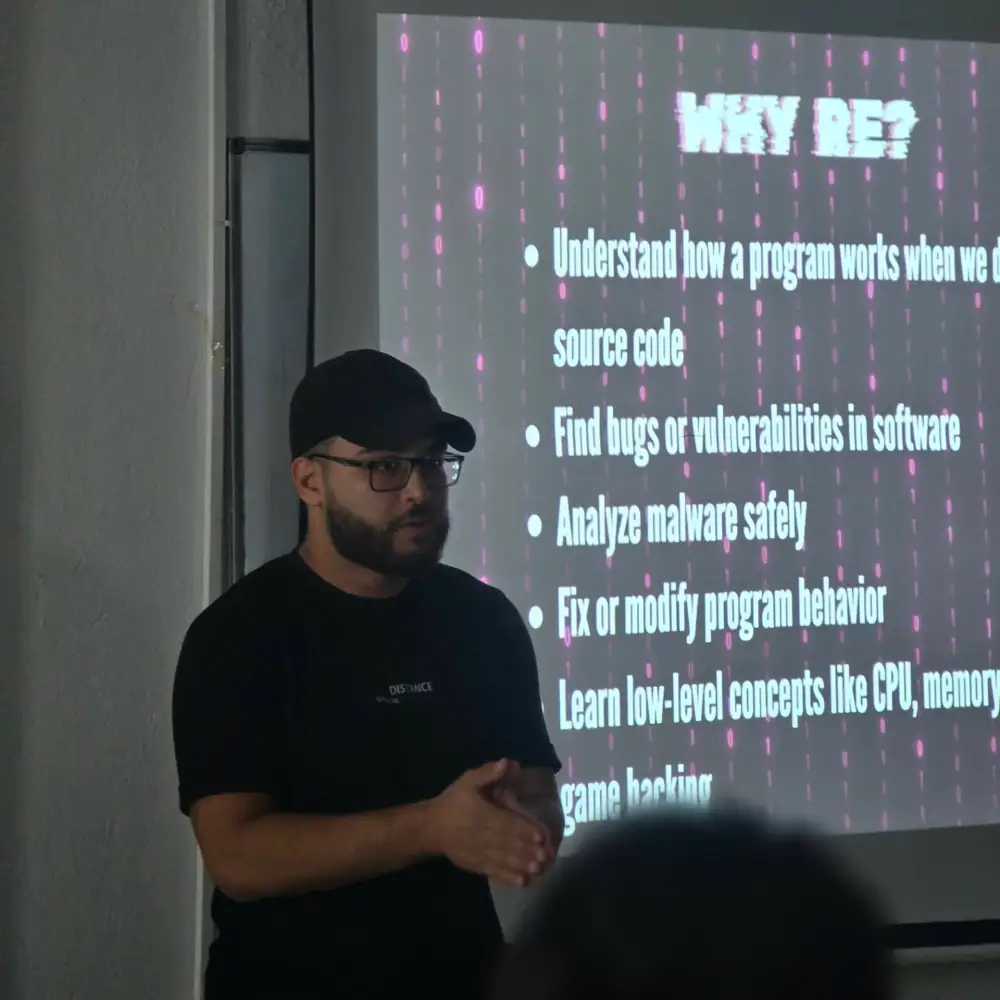 WHY RE?
• Understand how a program works when we d
source code
• Find bugs or vulnerabilities in software
• Analyze malware safely
• Fix or modify program behavior
Learn low-level concepts like CPU, memory
game hacking
DISTANCE